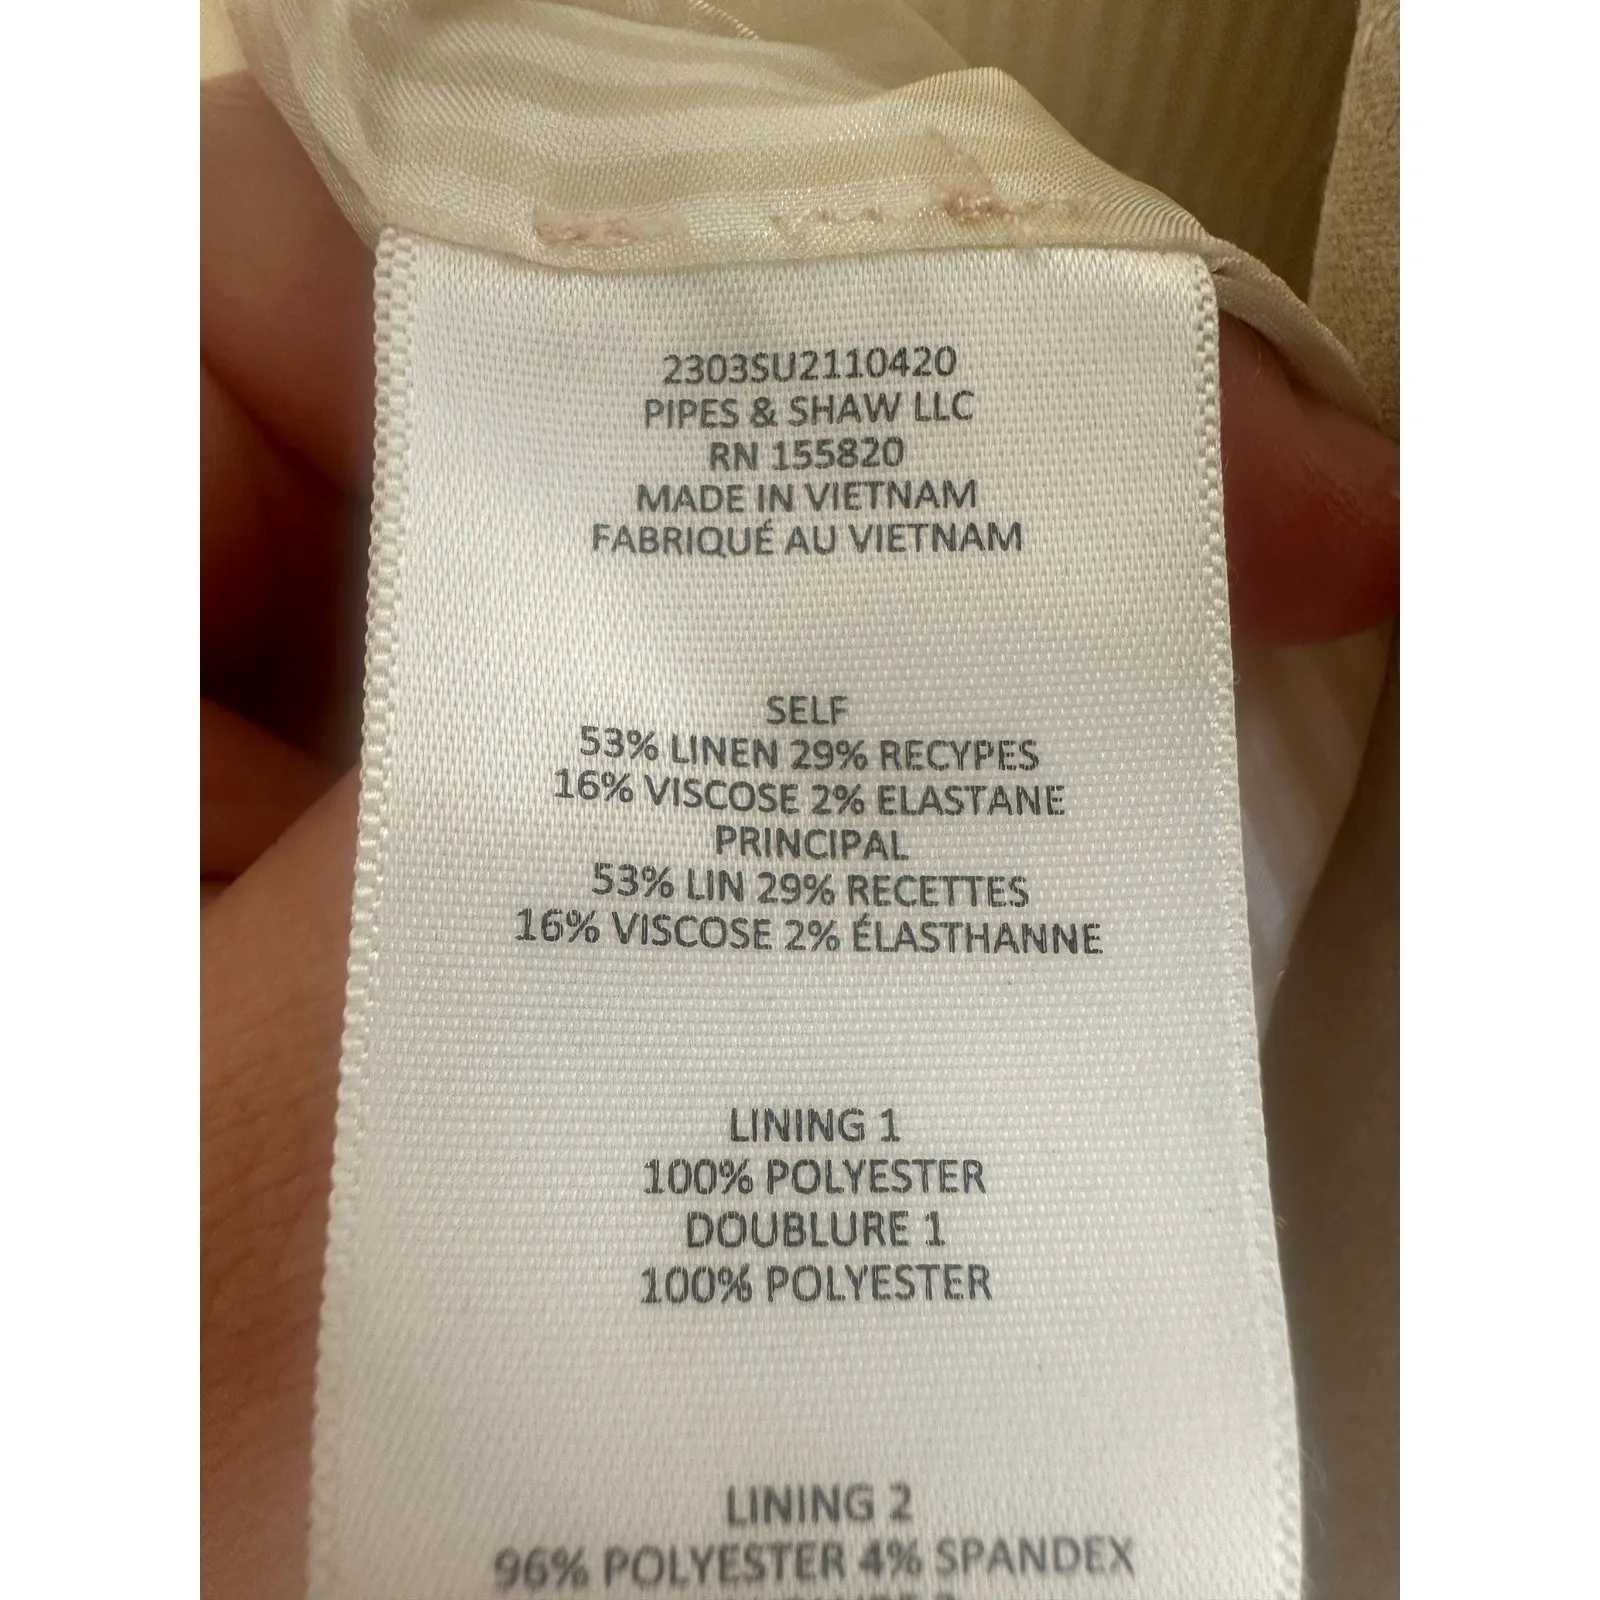 2303SU2110420
PIPES & SHAW LLC
RN 155820
MADE IN VIETNAM
FABRIQUÉ AU VIETNAM
SELF
53% LINEN 29% RECYPES
16% VISCOSE 2% ELASTANE
PRINCIPAL
53% LIN 29% RECETTES
16% VISCOSE 2% ÉLASTHANNE
LINING 1
100% POLYESTER
DOUBLURE 1
100% POLYESTER
LINING 2
96% POLYESTER 4% SPANDEX